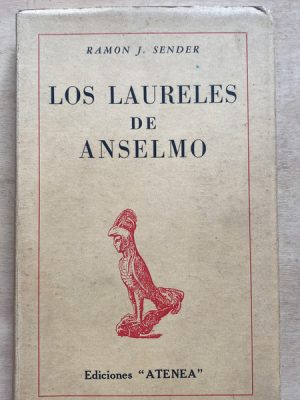 RAMON J. SENDER
LOS LAURELES
DE
ANSELMO
Ediciones "ATENEA"